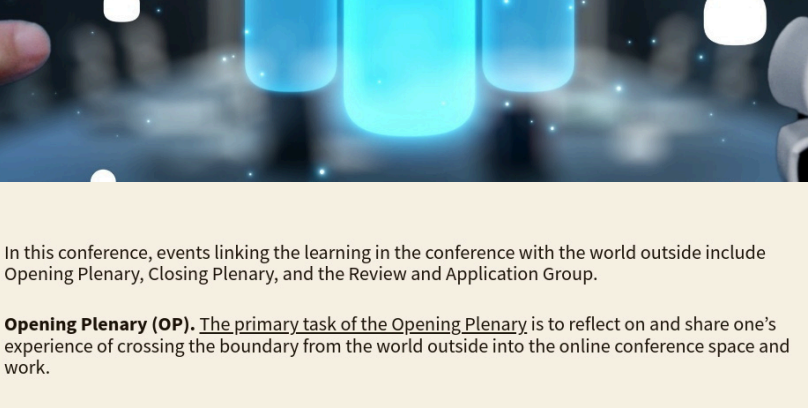 In this conference, events linking the learning in the conference with the world outside include
Opening Plenary, Closing Plenary, and the Review and Application Group.
Opening Plenary (OP). The primary task of the Opening Plenary is to reflect on and share one’s
experience of crossing the boundary from the world outside into the online conference space and
work.